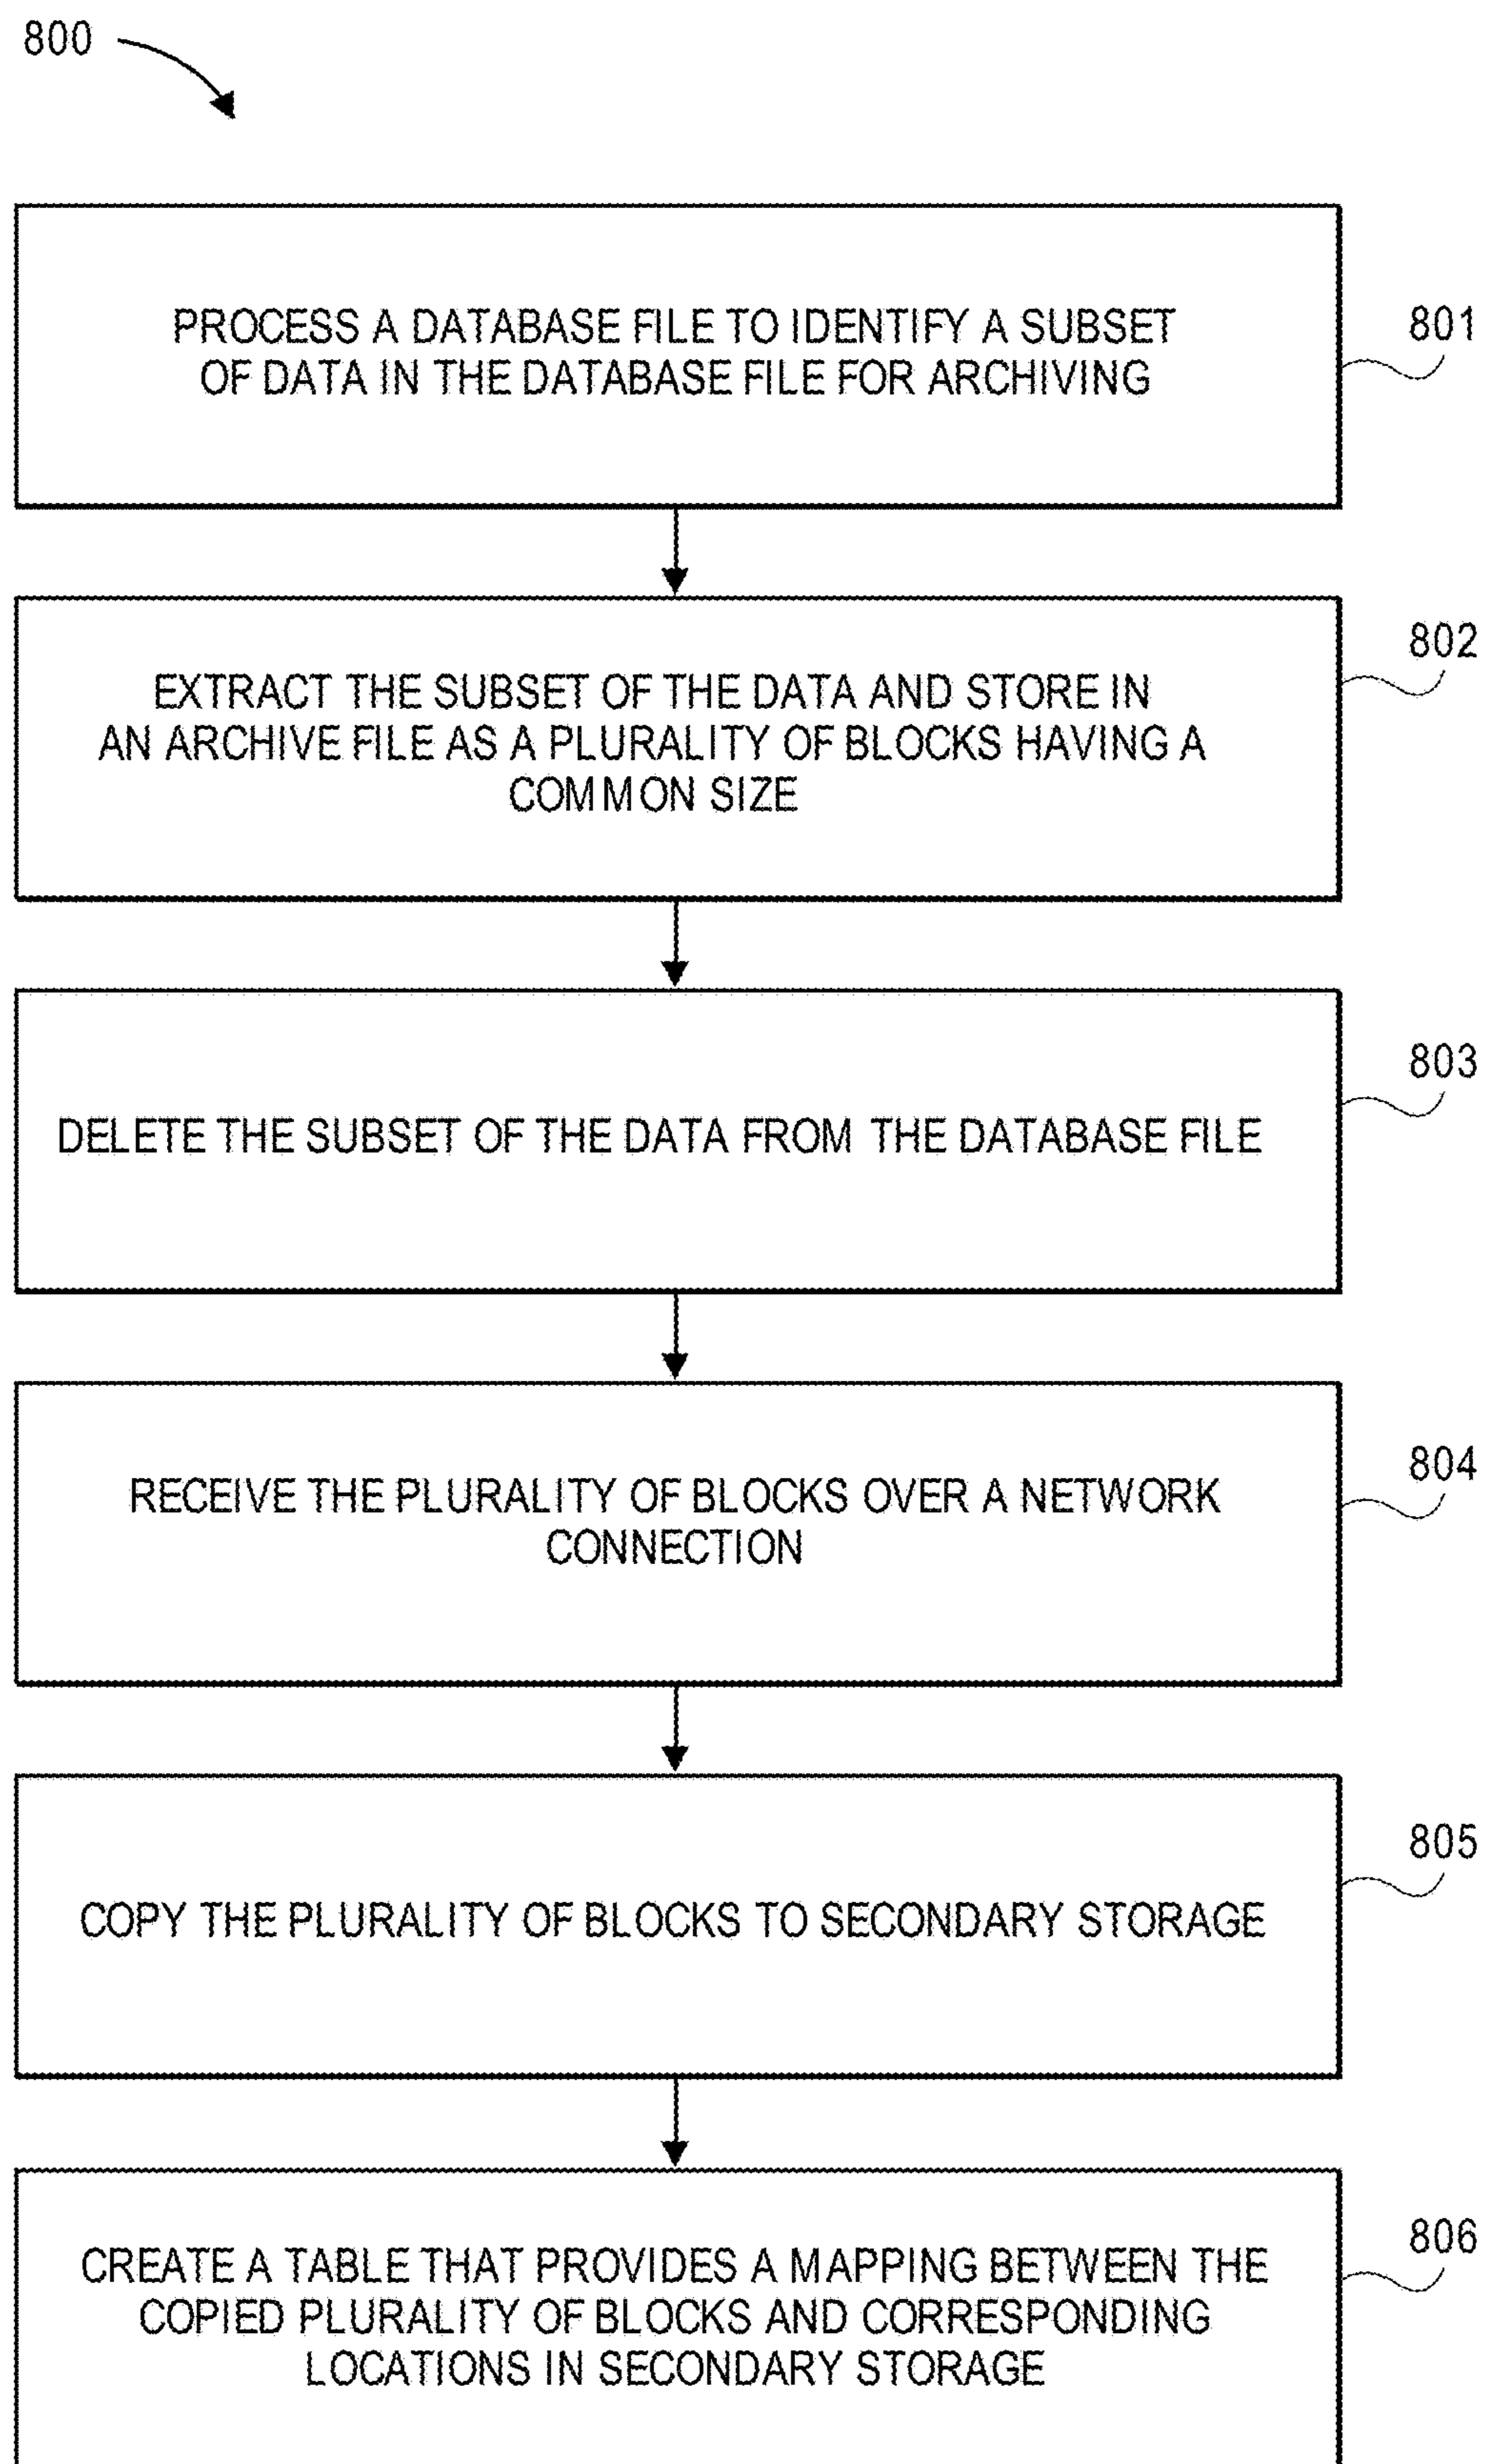 800
PROCESS A DATABASE FILE TO IDENTIFY A SUBSET
OF DATA IN THE DATABASE FILE FOR ARCHIVING
801
EXTRACT THE SUBSET OF THE DATA AND STORE IN
AN ARCHIVE FILE AS A PLURALITY OF BLOCKS HAVING A
COMMON SIZE
802
DELETE THE SUBSET OF THE DATA FROM THE DATABASE FILE
803
RECEIVE THE PLURALITY OF BLOCKS OVER A NETWORK
CONNECTION
804
COPY THE PLURALITY OF BLOCKS TO SECONDARY STORAGE
805
CREATE A TABLE THAT PROVIDES A MAPPING BETWEEN THE
COPIED PLURALITY OF BLOCKS AND CORRESPONDING
LOCATIONS IN SECONDARY STORAGE
806